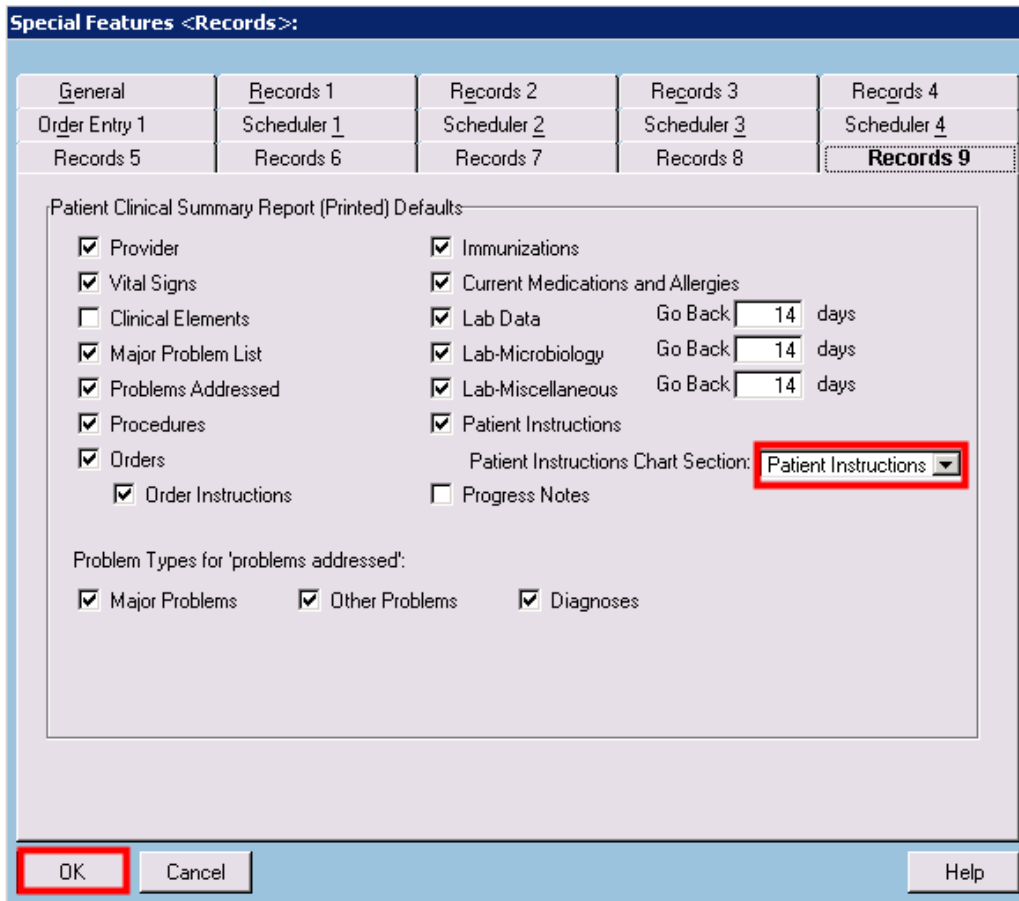 Special Features <Records>:
General Records 1 Records 2 Records 3 Records 4
Order Entry 1 Scheduler 1 Scheduler 2 Scheduler 3 Scheduler 4
Records 5 Records 6 Records 7 Records 8 Records 9
Patient Clinical Summary Report (Printed) Defaults
Provider Immunizations
Vital Signs Current Medications and Allergies
Clinical Elements Lab Data Go Back 14 days
Major Problem List Lab-Microbiology Go Back 14 days
Problems Addressed Lab-Miscellaneous Go Back 14 days
Procedures Patient Instructions
Orders Patient Instructions Chart Section: Patient Instructions
Order Instructions Progress Notes
Problem Types for 'problems addressed':
Major Problems Other Problems Diagnoses
OK Cancel Help